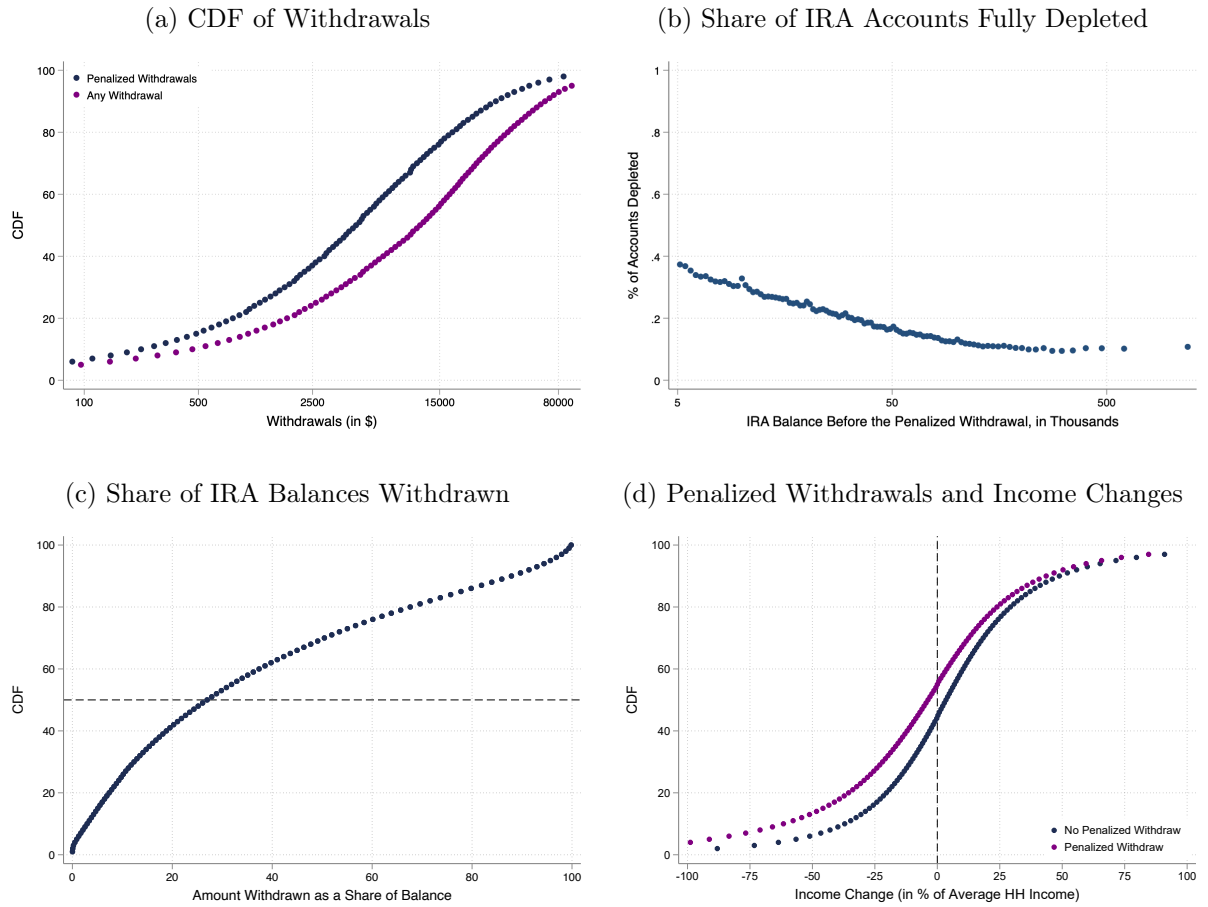 (a) CDF of Withdrawals
100
80
60
40
20
0
CDF
Penalized Withdrawals
Any Withdrawal
100 500 2500 15000 80000
Withdrawals (in $)
(b) Share of IRA Accounts Fully Depleted
1
.8
.6
.4
.2
0
% of Accounts Depleted
5 50 500
IRA Balance Before the Penalized Withdrawal, in Thousands
(c) Share of IRA Balances Withdrawn
100
80
60
40
20
0
CDF
0 20 40 60 80 100
Amount Withdrawn as a Share of Balance
(d) Penalized Withdrawals and Income Changes
100
80
60
40
20
0
CDF
No Penalized Withdraw
Penalized Withdraw
-100 -75 -50 -25 0 25 50 75 100
Income Change (in % of Average HH Income)